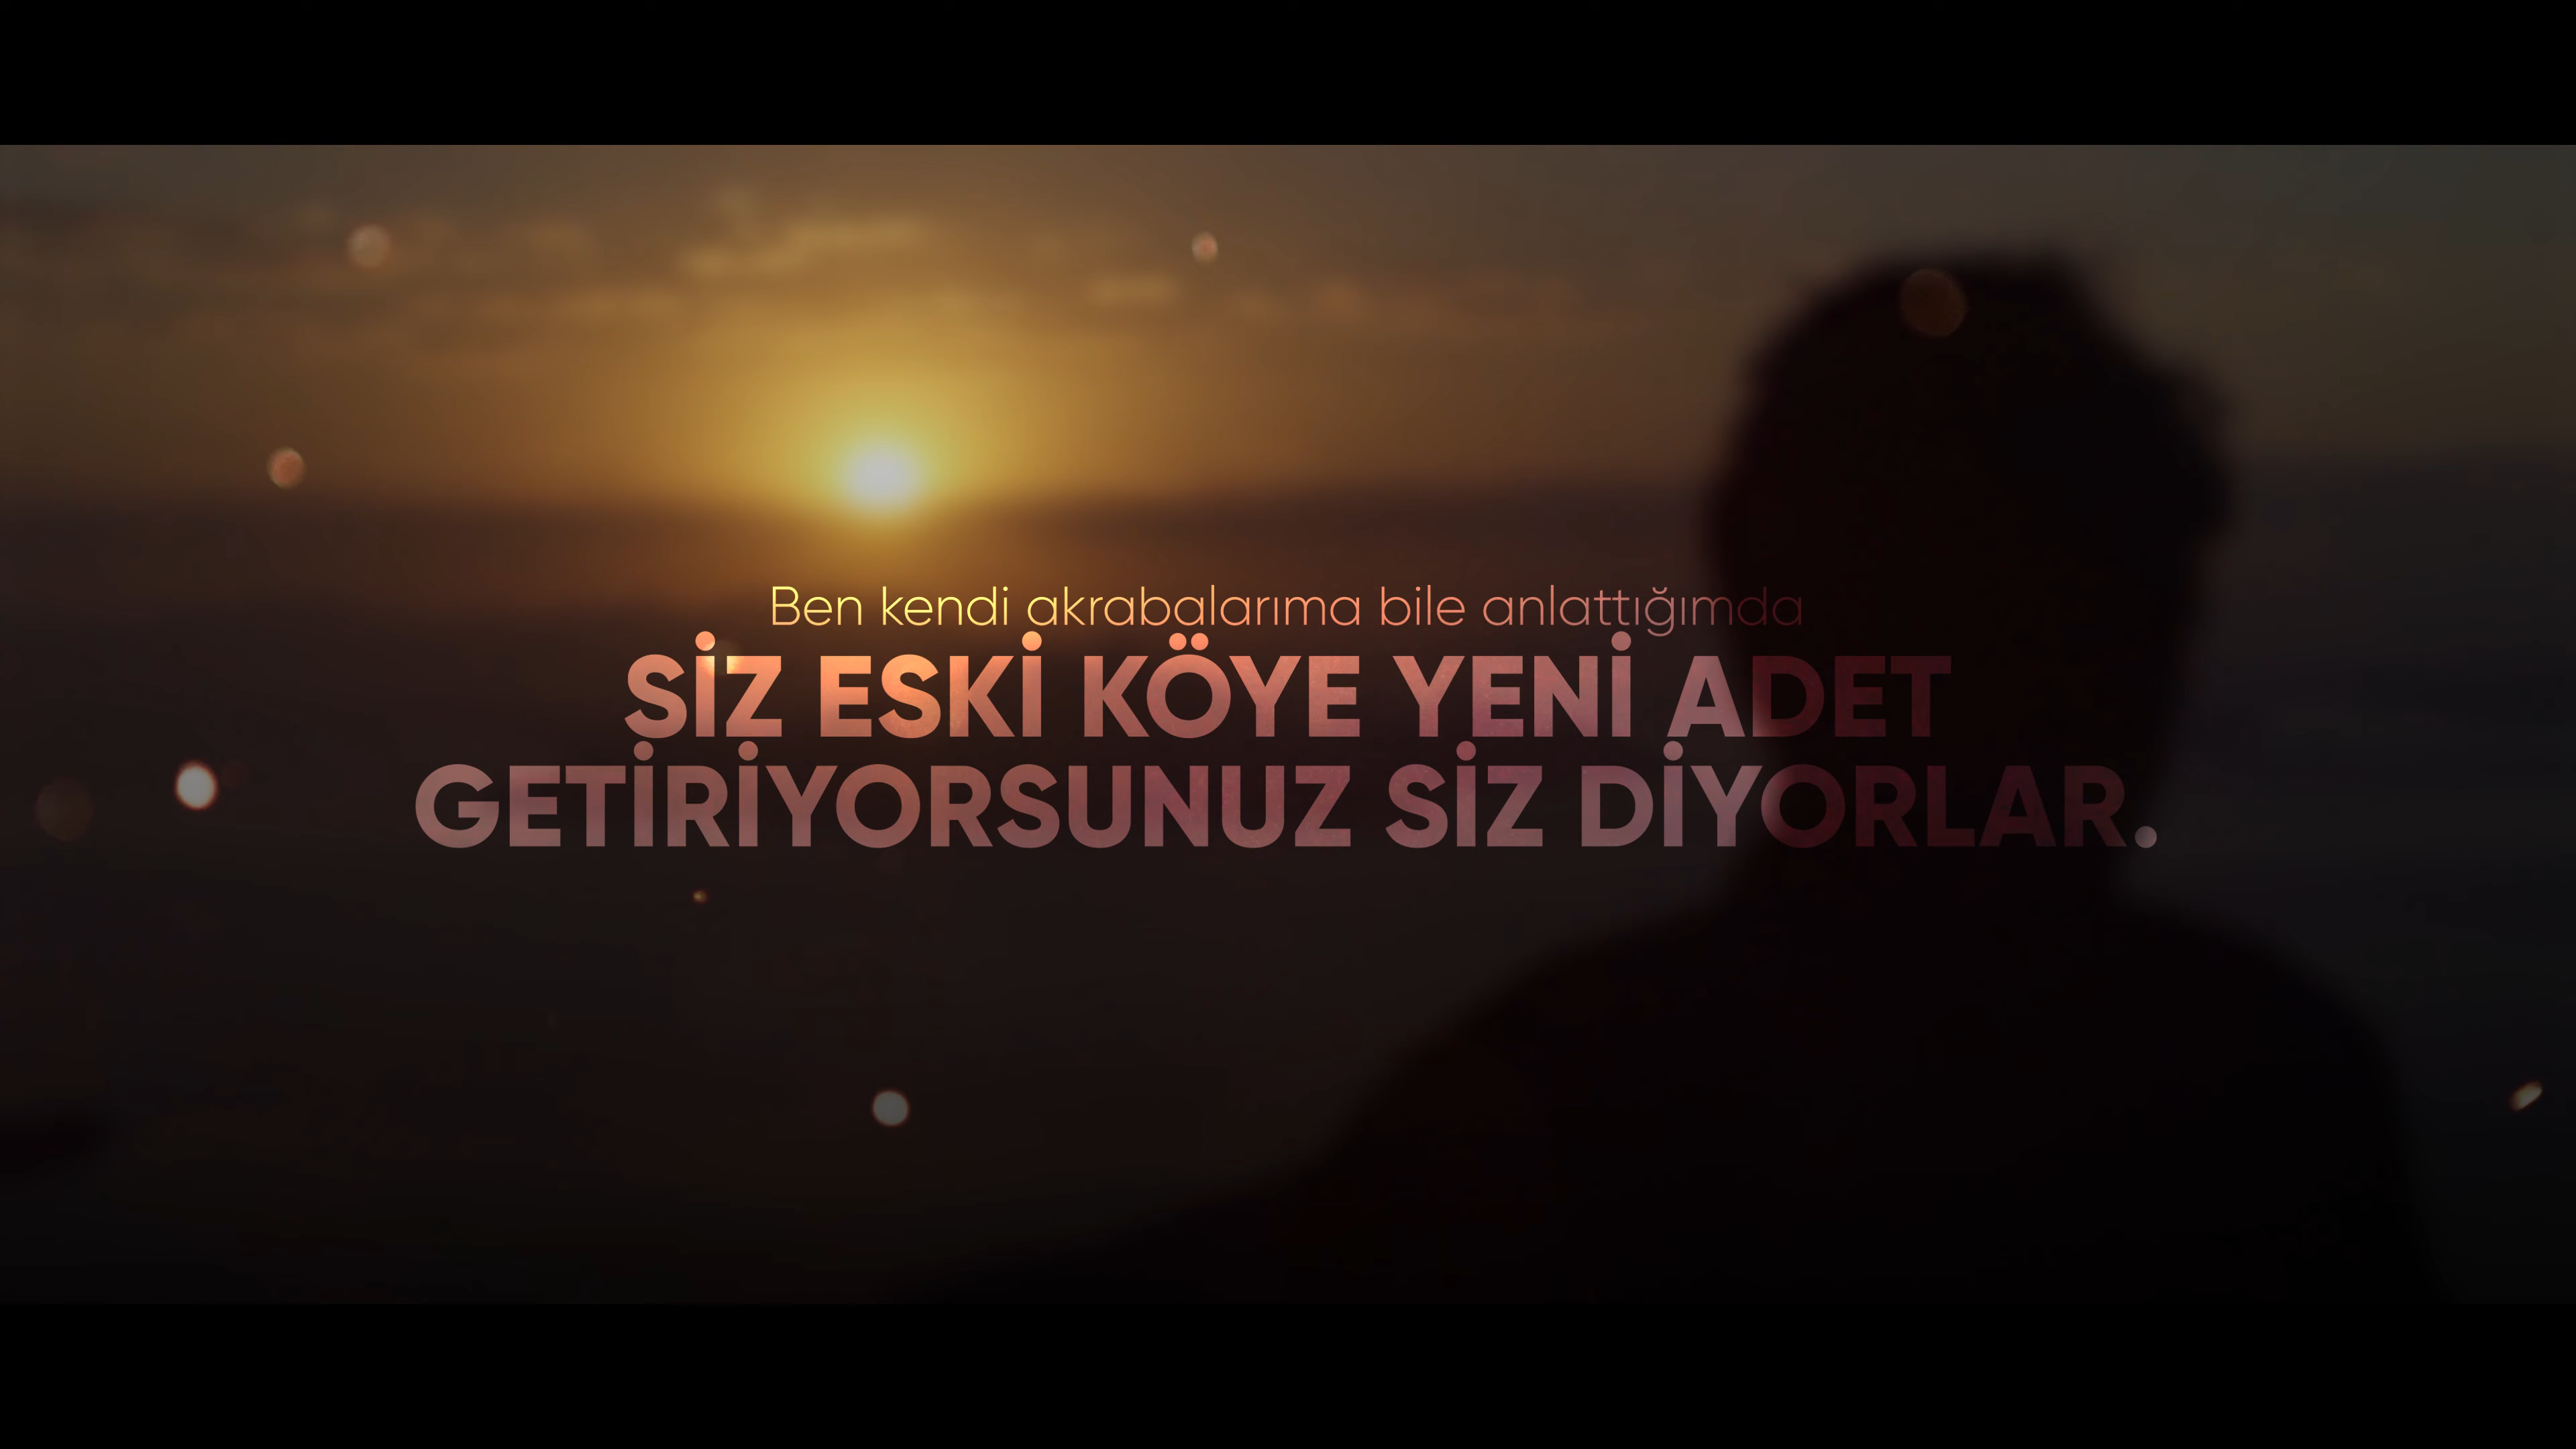 Ben kendi akrabalarıma bile anlattığımda
SİZ ESKİ KÖYE YENİ ADET
GETİRİYORSUNUZ SİZ DİYORLAR.